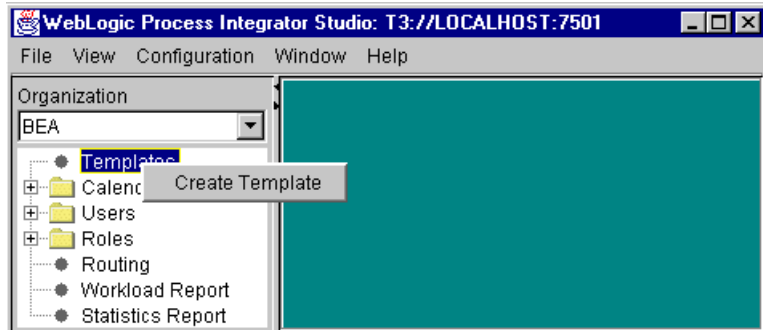 WebLogic Process Integrator Studio: T3://LOCALHOST:7501
File View Configuration Window Help
Organization
BEA
Templates
Create Template
Users
Roles
Routing
Workload Report
Statistics Report